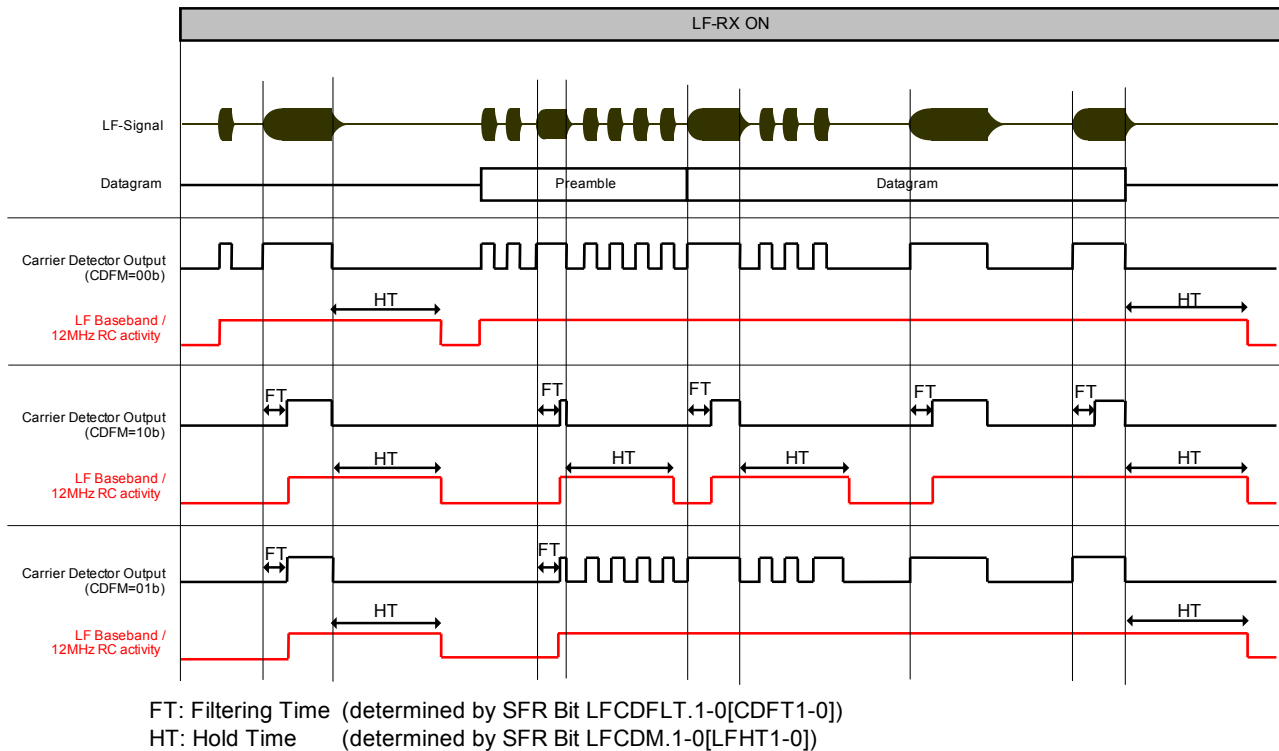 LF-RX ON
LF-Signal
Datagram
Preamble
Datagram
Carrier Detector Output
(CDFM=00b)
HT
HT
LF Baseband /
12MHz RC activity
FT
FT
FT
FT
FT
Carrier Detector Output
(CDFM=10b)
HT
HT
HT
HT
LF Baseband /
12MHz RC activity
FT
FT
Carrier Detector Output
(CDFM=01b)
HT
HT
LF Baseband /
12MHz RC activity
FT: Filtering Time (determined by SFR Bit LFCDFLT.1-0[CDFT1-0])
HT: Hold Time (determined by SFR Bit LFCDM.1-0[LFHT1-0])